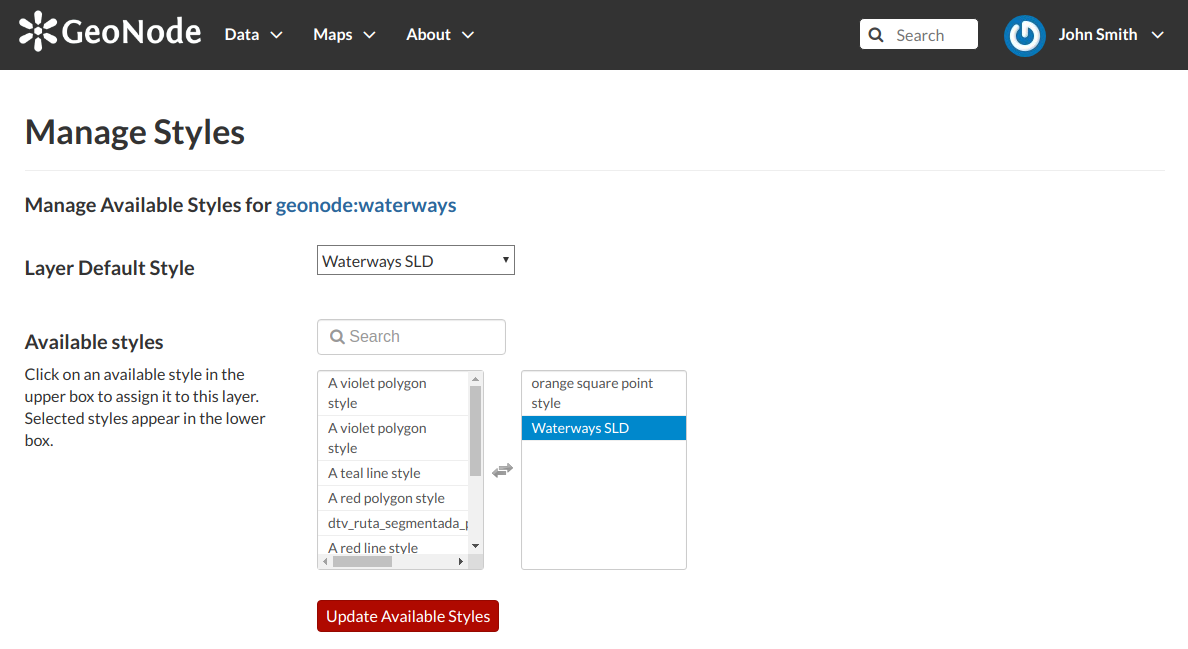 GeoNode Data Maps About Search John Smith
Manage Styles
Manage Available Styles for geonode:waterways
Layer Default Style
Waterways SLD
Available styles
Click on an available style in the
upper box to assign it to this layer.
Selected styles appear in the lower
box.
Search
A violet polygon
style
A violet polygon
style
A teal line style
A red polygon style
dtv_ruta_segmentada_p
A red line style
orange square point
style
Waterways SLD
Update Available Styles